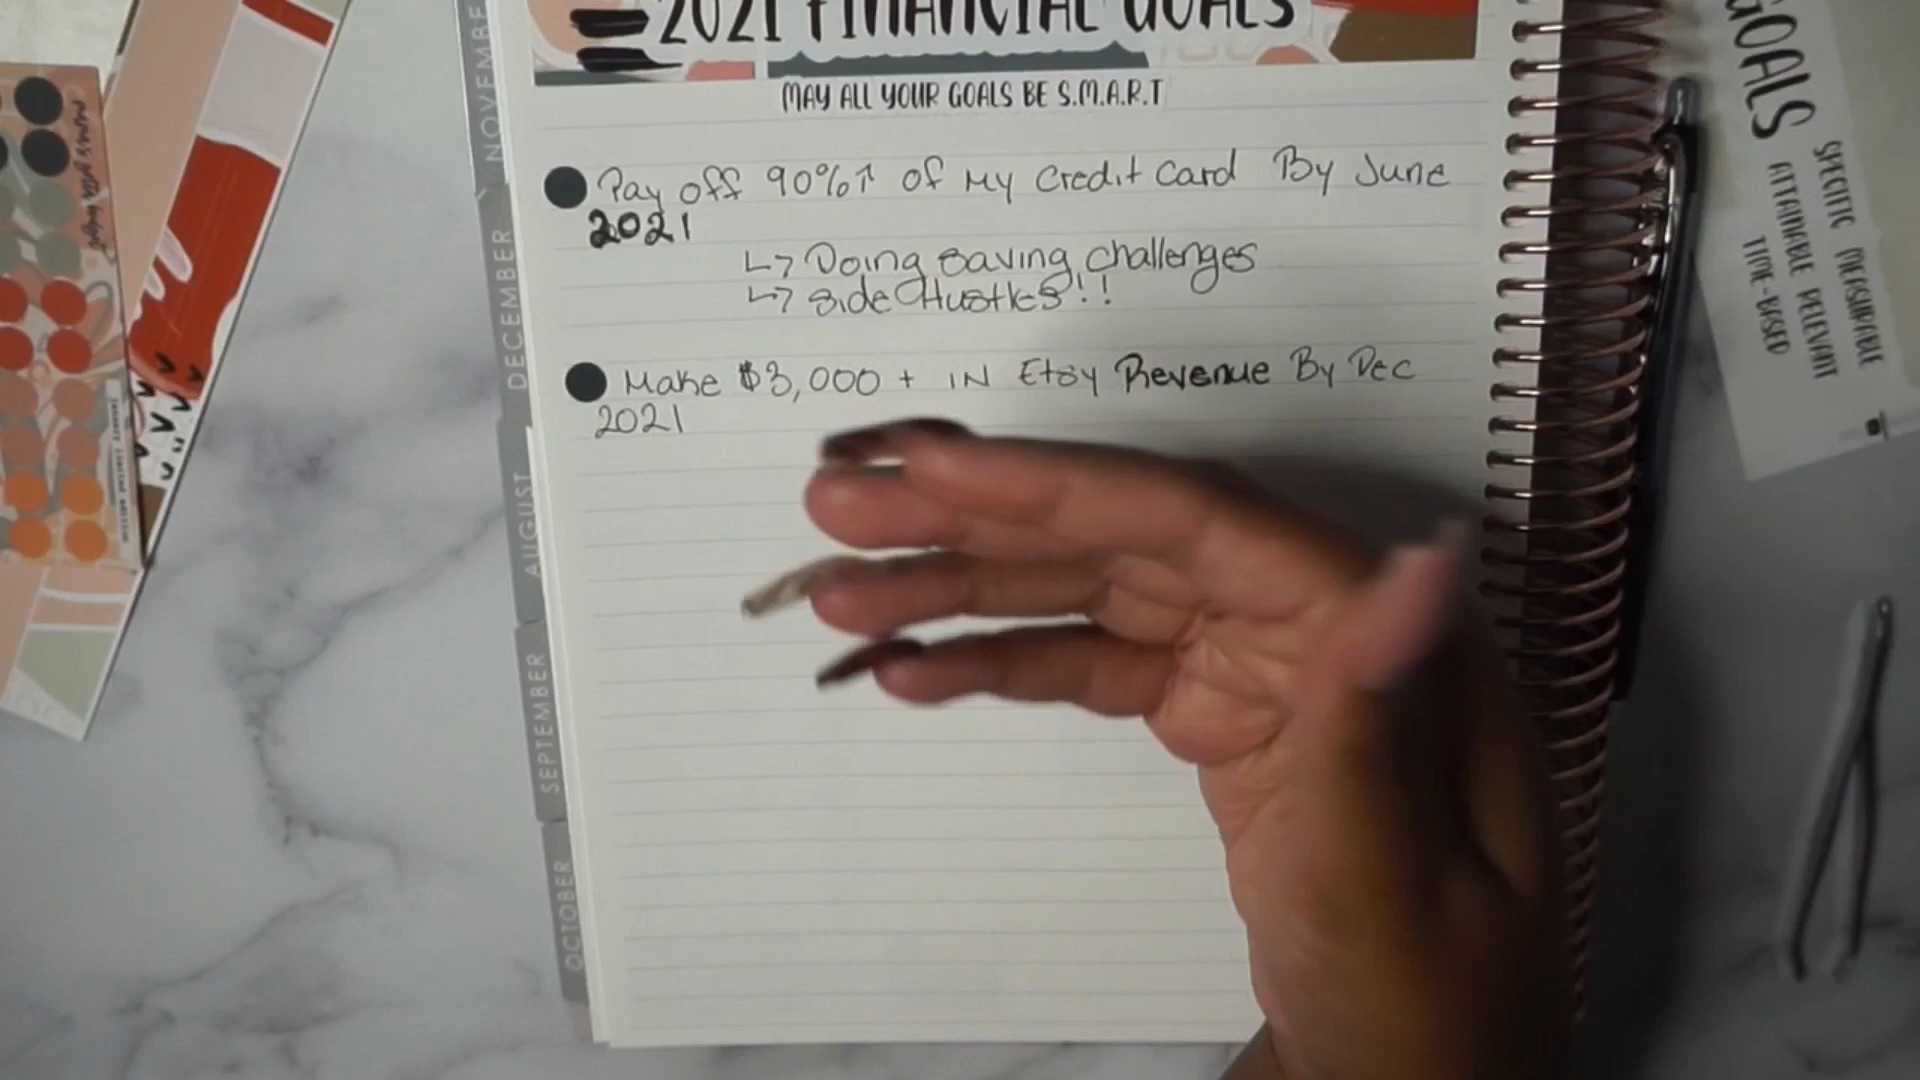 2021 FINANCIAL GOALS
MAY ALL YOUR GOALS BE S.M.A.R.T
Pay off 90%↑ of My Credit Card By June
2021
↳ Doing saving challenges
↳ Side Hustles!!
Make $3,000 + IN Etsy Revenue By Dec
2021
NOVEMBER
DECEMBER
AUGUST
SEPTEMBER
OCTOBER
GOALS
SPECIFIC MEASURABLE
ATTAINABLE RELEVANT
TIME-BASED